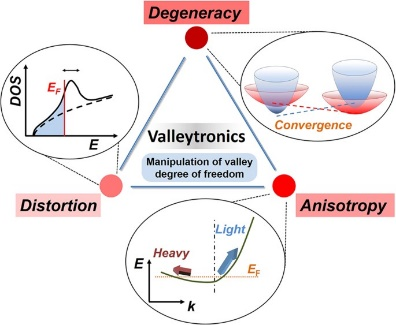 Degeneracy
DOS
E_F
E
Convergence
Valleytronics
Manipulation of valley
degree of freedom
Distortion
Anisotropy
Light
Heavy
E
E_F
k